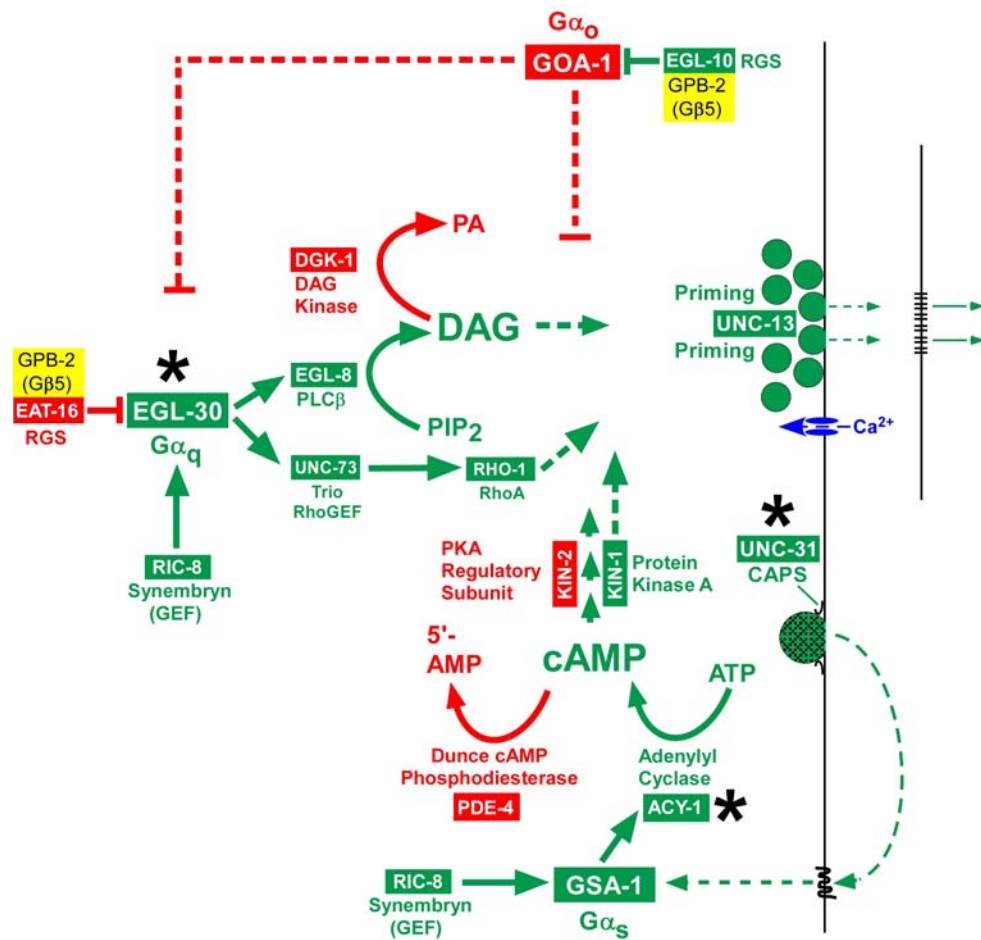 Gαo
GOA-1
EGL-10 RGS
GPB-2
(Gβ5)
PA
DGK-1
DAG
Kinase
DAG
Priming
UNC-13
Priming
GPB-2
(Gβ5)
EAT-16
RGS
*
EGL-30
Gαq
EGL-8
PLCβ
PIP2
Ca2+
UNC-73
Trio
RhoGEF
RHO-1
RhoA
*
UNC-31
CAPS
RIC-8
Synembryn
(GEF)
PKA
Regulatory
Subunit
KIN-2
KIN-1
Protein
Kinase A
5'-
AMP
cAMP
ATP
Dunce cAMP
Phosphodiesterase
PDE-4
Adenylyl
Cyclase
ACY-1 *
RIC-8
Synembryn
(GEF)
GSA-1
Gαs